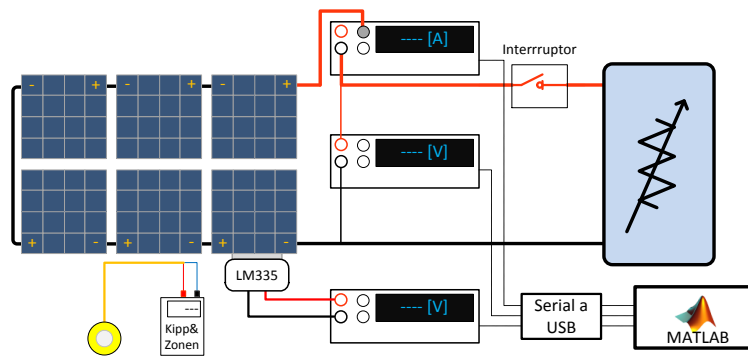 ---- [A]
Interrruptor
- + - + - +
---- [V]
+ - + - + -
LM335
---
Kipp&
Zonen
---- [V]
Serial a
USB
MATLAB